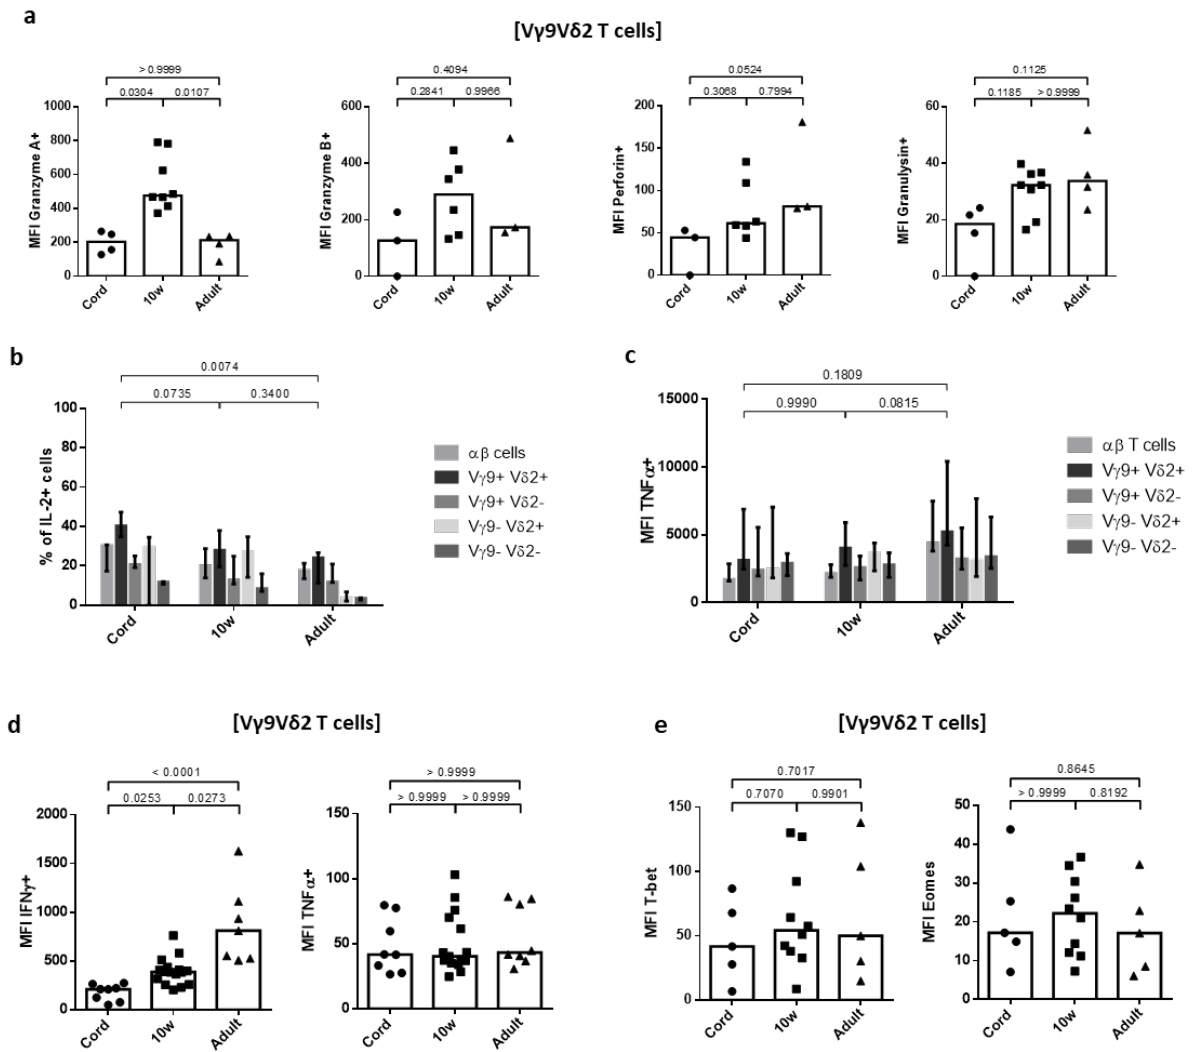 a
[Vγ9Vδ2 T cells]
> 0.9999
0.0304 0.0107
MFI Granzyme A+
1000
800
600
400
200
0
Cord 10w Adult
0.4094
0.2841 0.9966
MFI Granzyme B+
600
400
200
0
Cord 10w Adult
0.0524
0.3068 0.7994
MFI Perforin+
200
150
100
50
0
Cord 10w Adult
0.1125
0.1185 > 0.9999
MFI Granulysin+
60
40
20
0
Cord 10w Adult
b
0.0074
0.0735 0.3400
% of IL-2+ cells
100
80
60
40
20
0
Cord 10w Adult
αβ cells
Vγ9+ Vδ2+
Vγ9+ Vδ2-
Vγ9- Vδ2+
Vγ9- Vδ2-
c
0.1809
0.9990 0.0815
MFI TNFα+
15000
10000
5000
0
Cord 10w Adult
αβ T cells
Vγ9+ Vδ2+
Vγ9+ Vδ2-
Vγ9- Vδ2+
Vγ9- Vδ2-
d
[Vγ9Vδ2 T cells]
< 0.0001
0.0253 0.0273
MFI IFNγ+
2000
1500
1000
500
0
Cord 10w Adult
> 0.9999
> 0.9999 > 0.9999
MFI TNFα+
150
100
50
0
Cord 10w Adult
e
[Vγ9Vδ2 T cells]
0.7017
0.7070 0.9901
MFI T-bet
150
100
50
0
Cord 10w Adult
0.8645
> 0.9999 0.8192
MFI Eomes
50
40
30
20
10
0
Cord 10w Adult